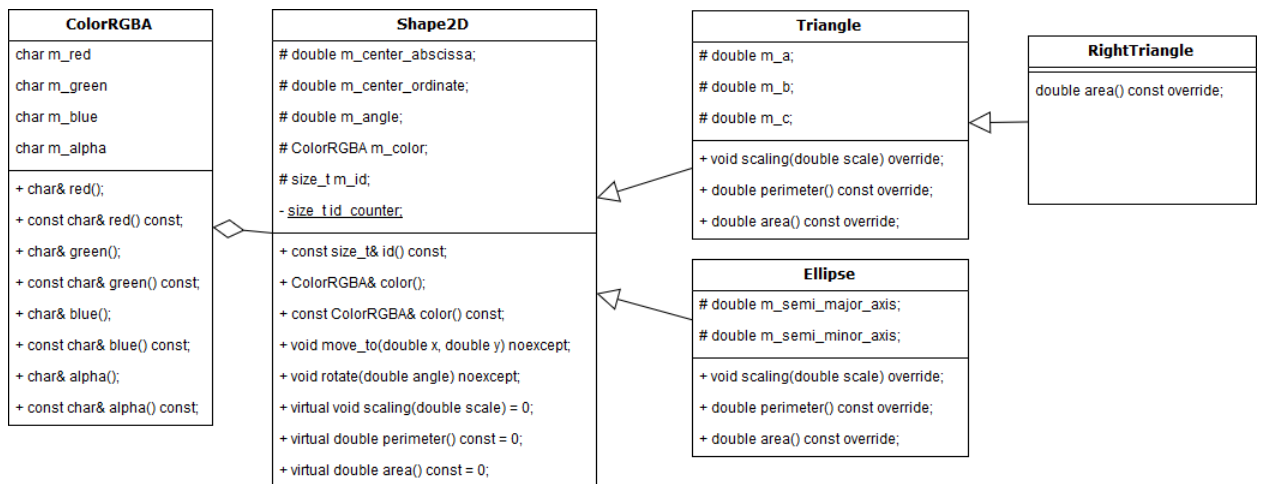 ColorRGBA
char m_red
char m_green
char m_blue
char m_alpha
+ char& red();
+ const char& red() const;
+ char& green();
+ const char& green() const;
+ char& blue();
+ const char& blue() const;
+ char& alpha();
+ const char& alpha() const;
Shape2D
# double m_center_abscissa;
# double m_center_ordinate;
# double m_angle;
# ColorRGBA m_color;
# size_t m_id;
- size_t id_counter;
+ const size_t& id() const;
+ ColorRGBA& color();
+ const ColorRGBA& color() const;
+ void move_to(double x, double y) noexcept;
+ void rotate(double angle) noexcept;
+ virtual void scaling(double scale) = 0;
+ virtual double perimeter() const = 0;
+ virtual double area() const = 0;
Triangle
# double m_a;
# double m_b;
# double m_c;
+ void scaling(double scale) override;
+ double perimeter() const override;
+ double area() const override;
Ellipse
# double m_semi_major_axis;
# double m_semi_minor_axis;
+ void scaling(double scale) override;
+ double perimeter() const override;
+ double area() const override;
RightTriangle
double area() const override;